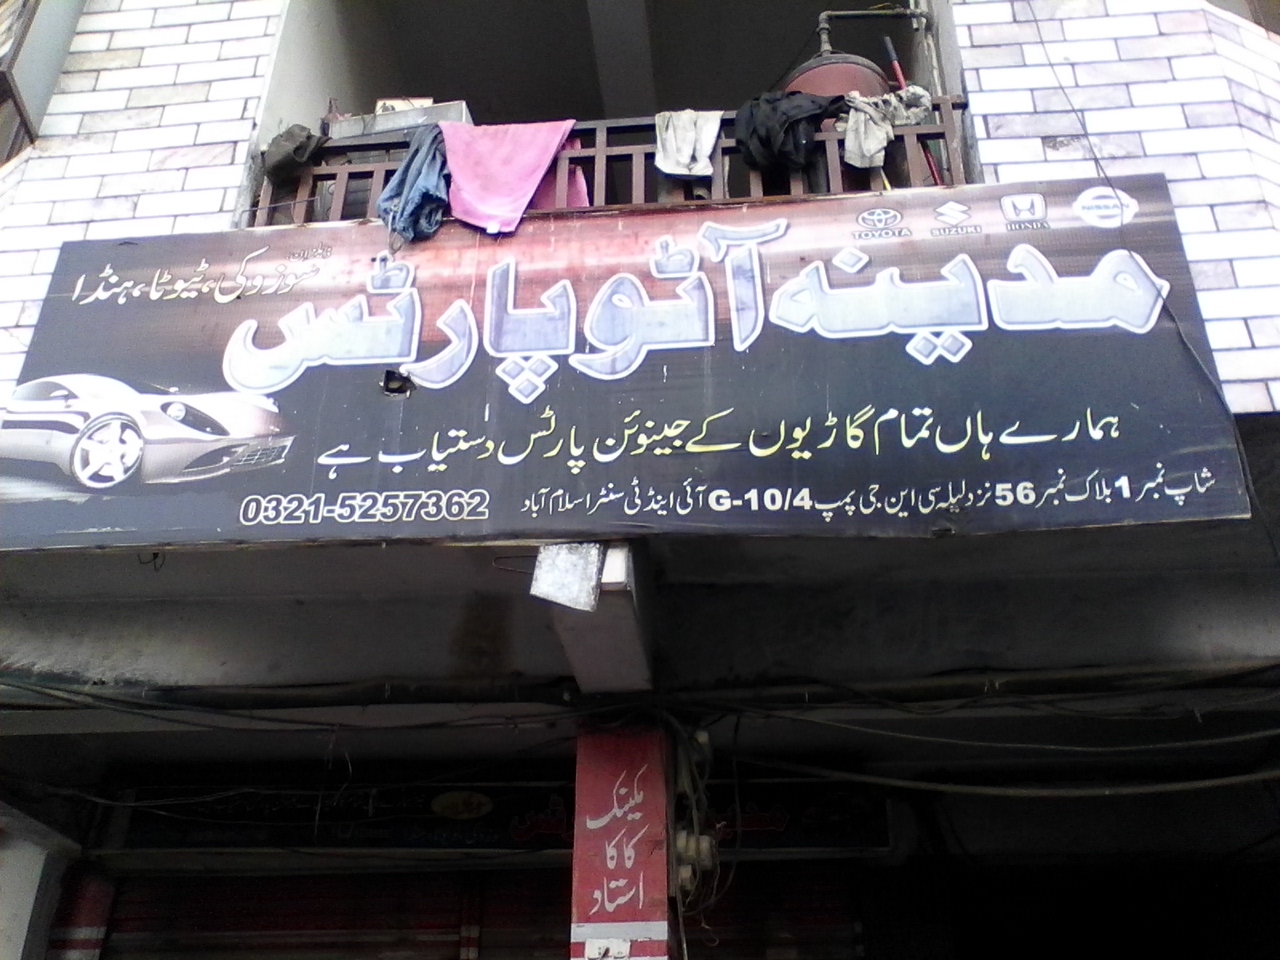 TOYOTA SUZUKI HONDA NISSAN
سوزوکی، ٹیوٹا، ہنڈا
مدینہ آٹو پارٹس
ہمارے ہاں تمام گاڑیوں کے جینوئن پارٹس دستیاب ہے
شاپ نمبر 1 بلاک نمبر 56 نزد لیلہ سی این جی پمپ G-10/4 آئی اینڈ ٹی سنٹر اسلام آباد
0321-5257362
مکینک
کاکا
استاد